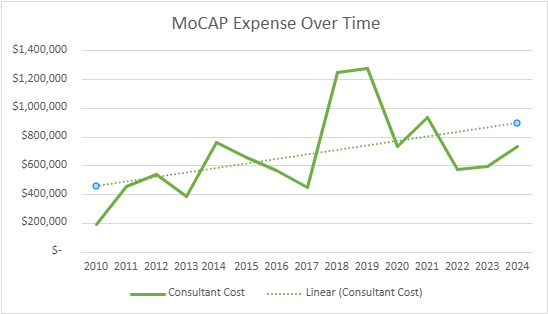 MoCAP Expense Over Time
$1,400,000
$1,200,000
$1,000,000
$800,000
$600,000
$400,000
$200,000
$-
2010 2011 2012 2013 2014 2015 2016 2017 2018 2019 2020 2021 2022 2023 2024
Consultant Cost Linear (Consultant Cost)